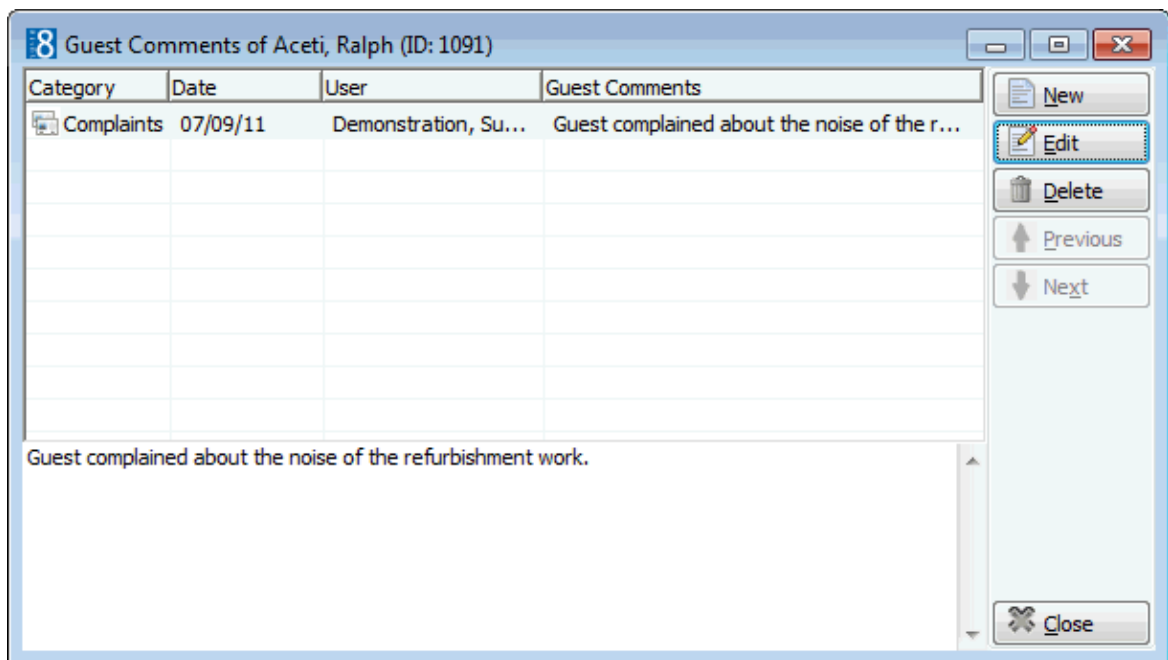 8 Guest Comments of Aceti, Ralph (ID: 1091)
Category Date User Guest Comments
Complaints 07/09/11 Demonstration, Su... Guest complained about the noise of the r...
Guest complained about the noise of the refurbishment work.
New
Edit
Delete
Previous
Next
Close